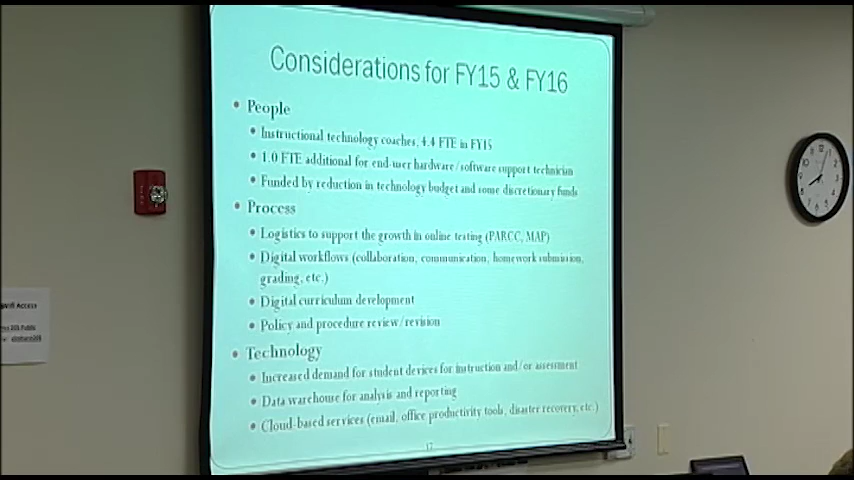 Considerations for FY15 & FY16
• People
• Instructional technology coaches, 4.4 FTE in FY15
• 1.0 FTE additional for end-user hardware/software support technician
• Funded by reduction in technology budget and some discretionary funds
• Process
• Logistics to support the growth in online testing (PARCC, MAP)
• Digital workflows (collaboration, communication, homework submission,
grading, etc.)
• Digital curriculum development
• Policy and procedure review/revision
• Technology
• Increased demand for student devices for instruction and/or assessment
• Data warehouse for analysis and reporting
• Cloud-based services (email, office productivity tools, disaster recovery, etc.)
17
Access
Public